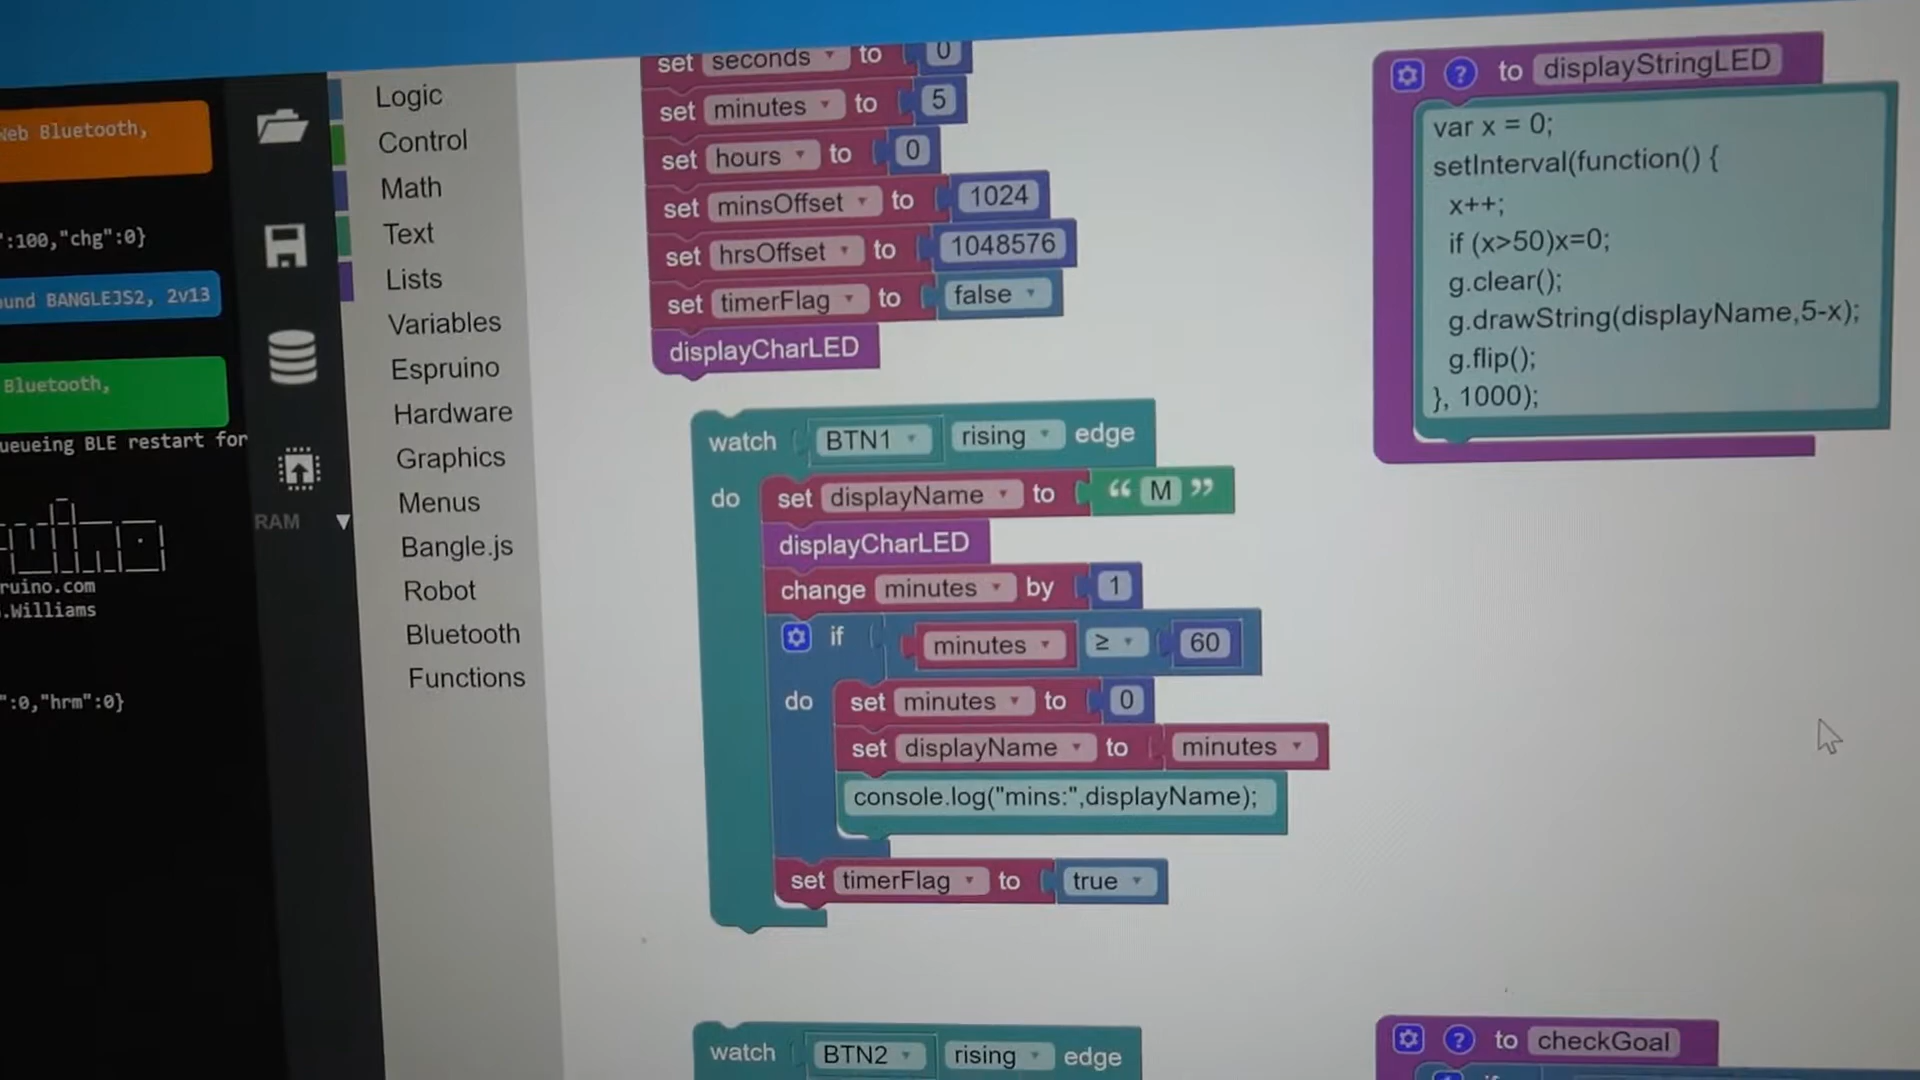 Web Bluetooth,
":100,"chg":0}
ound BANGLEJS2, 2v13
Bluetooth,
ueueing BLE restart for
ruino.com
.Williams
":0,"hrm":0}
RAM
Logic
Control
Math
Text
Lists
Variables
Espruino
Hardware
Graphics
Menus
Bangle.js
Robot
Bluetooth
Functions
set seconds to 0
set minutes to 5
set hours to 0
set minsOffset to 1024
set hrsOffset to 1048576
set timerFlag to false
displayCharLED
watch BTN1 rising edge
do set displayName to “ M ”
displayCharLED
change minutes by 1
if minutes ≥ 60
do set minutes to 0
set displayName to minutes
console.log("mins:",displayName);
set timerFlag to true
watch BTN2 rising edge
? to displayStringLED
var x = 0;
setInterval(function() {
x++;
if (x>50)x=0;
g.clear();
g.drawString(displayName,5-x);
g.flip();
}, 1000);
? to checkGoal
if